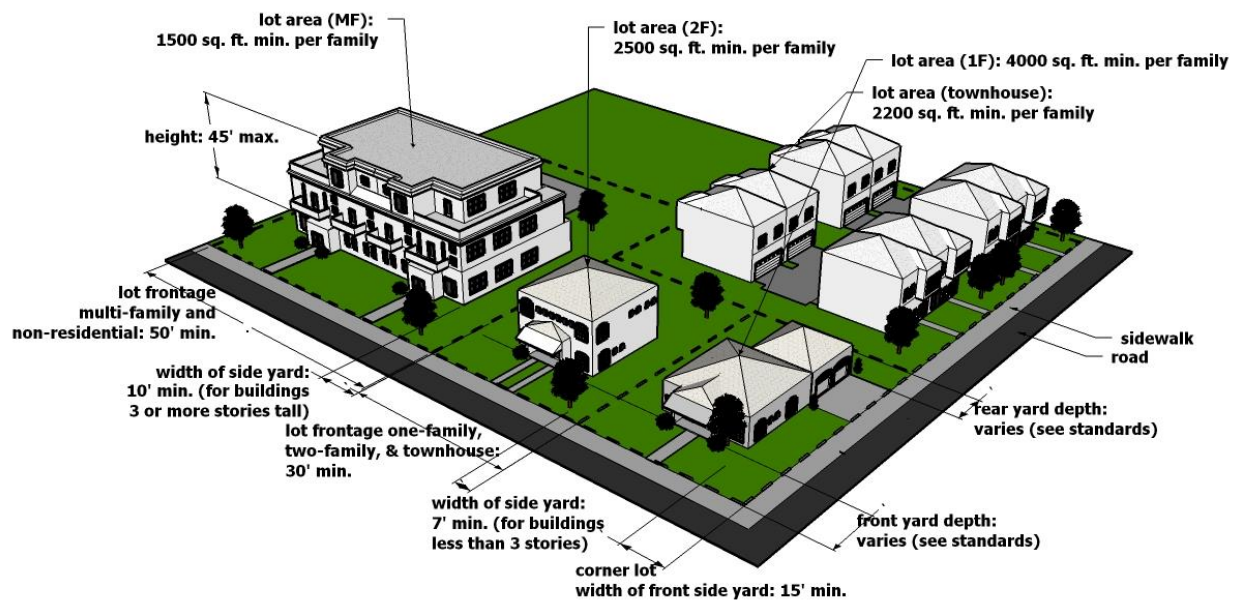 lot area (MF):
1500 sq. ft. min. per family
lot area (2F):
2500 sq. ft. min. per family
lot area (1F): 4000 sq. ft. min. per family
lot area (townhouse):
2200 sq. ft. min. per family
height: 45' max.
lot frontage
multi-family and
non-residential: 50' min.
width of side yard:
10' min. (for buildings
3 or more stories tall)
lot frontage one-family,
two-family, & townhouse:
30' min.
width of side yard:
7' min. (for buildings
less than 3 stories)
corner lot
width of front side yard: 15' min.
sidewalk
road
rear yard depth:
varies (see standards)
front yard depth:
varies (see standards)